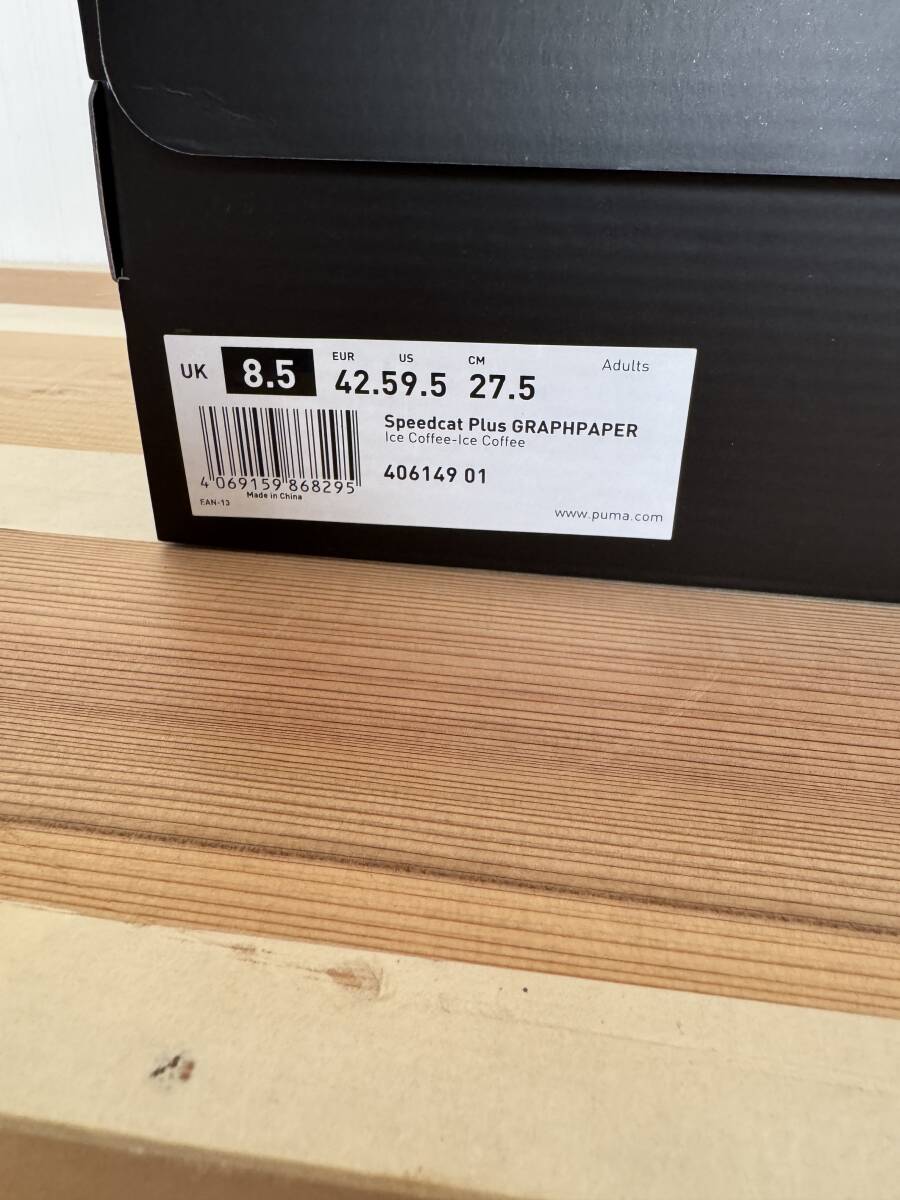 EUR US CM Adults
UK 8.5 42.5 9.5 27.5
Speedcat Plus GRAPHPAPER
Ice Coffee-Ice Coffee
406149 01
4 069159 868295
Made in China
EAN-13
www.puma.com